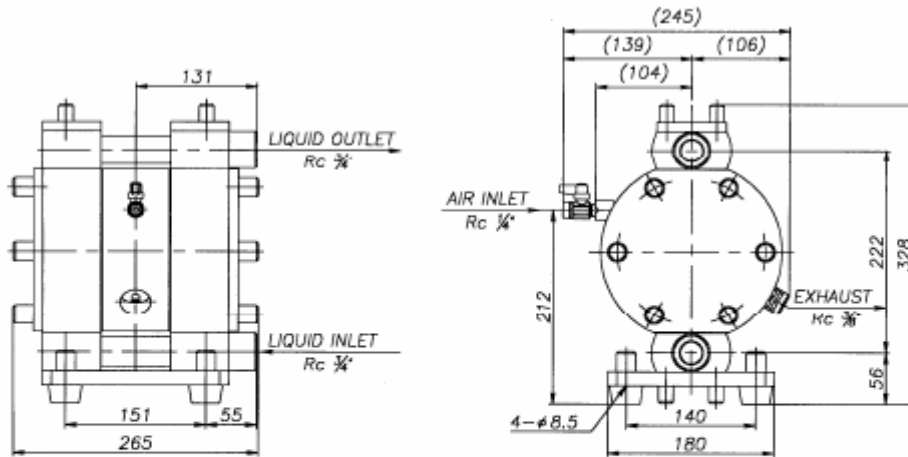 (245)
(139)
(106)
131
(104)
LIQUID OUTLET
Rc ¾"
AIR INLET
Rc ¼"
212
222
328
EXHAUST
Rc ⅜"
LIQUID INLET
Rc ¾"
56
151
55
4-φ8.5
140
265
180